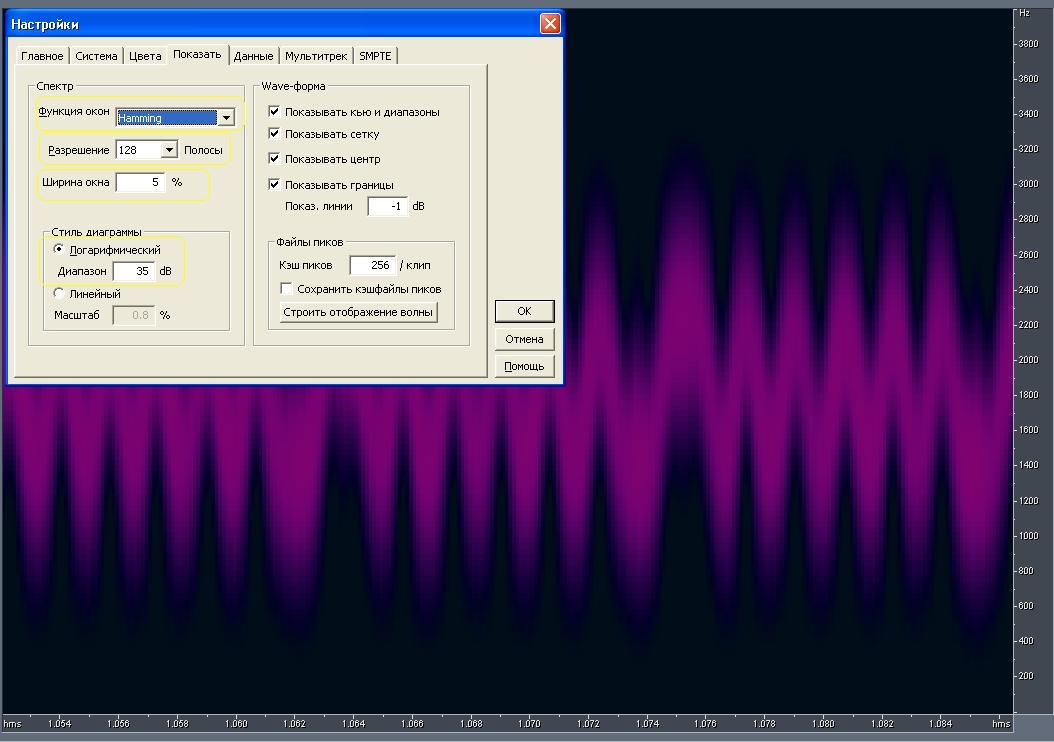 Настройки
Главное Система Цвета Показать Данные Мультитрек SMPTE
Спектр
Функция окон Hamming
Разрешение 128 Полосы
Ширина окна 5 %
Стиль диаграммы
Логарифмический
Диапазон 35 dB
Линейный
Масштаб 0.8 %
Wave-форма
Показывать кью и диапазоны
Показывать сетку
Показывать центр
Показывать границы
Показ. линии -1 dB
Файлы пиков
Кэш пиков 256 / клип
Сохранить кэшфайлы пиков
Строить отображение волны
OK
Отмена
Помощь
Hz
3800
3600
3400
3200
3000
2800
2600
2400
2200
2000
1800
1600
1400
1200
1000
800
600
400
200
hms 1.054 1.056 1.058 1.060 1.062 1.064 1.066 1.068 1.070 1.072 1.074 1.076 1.078 1.080 1.082 1.084 hms